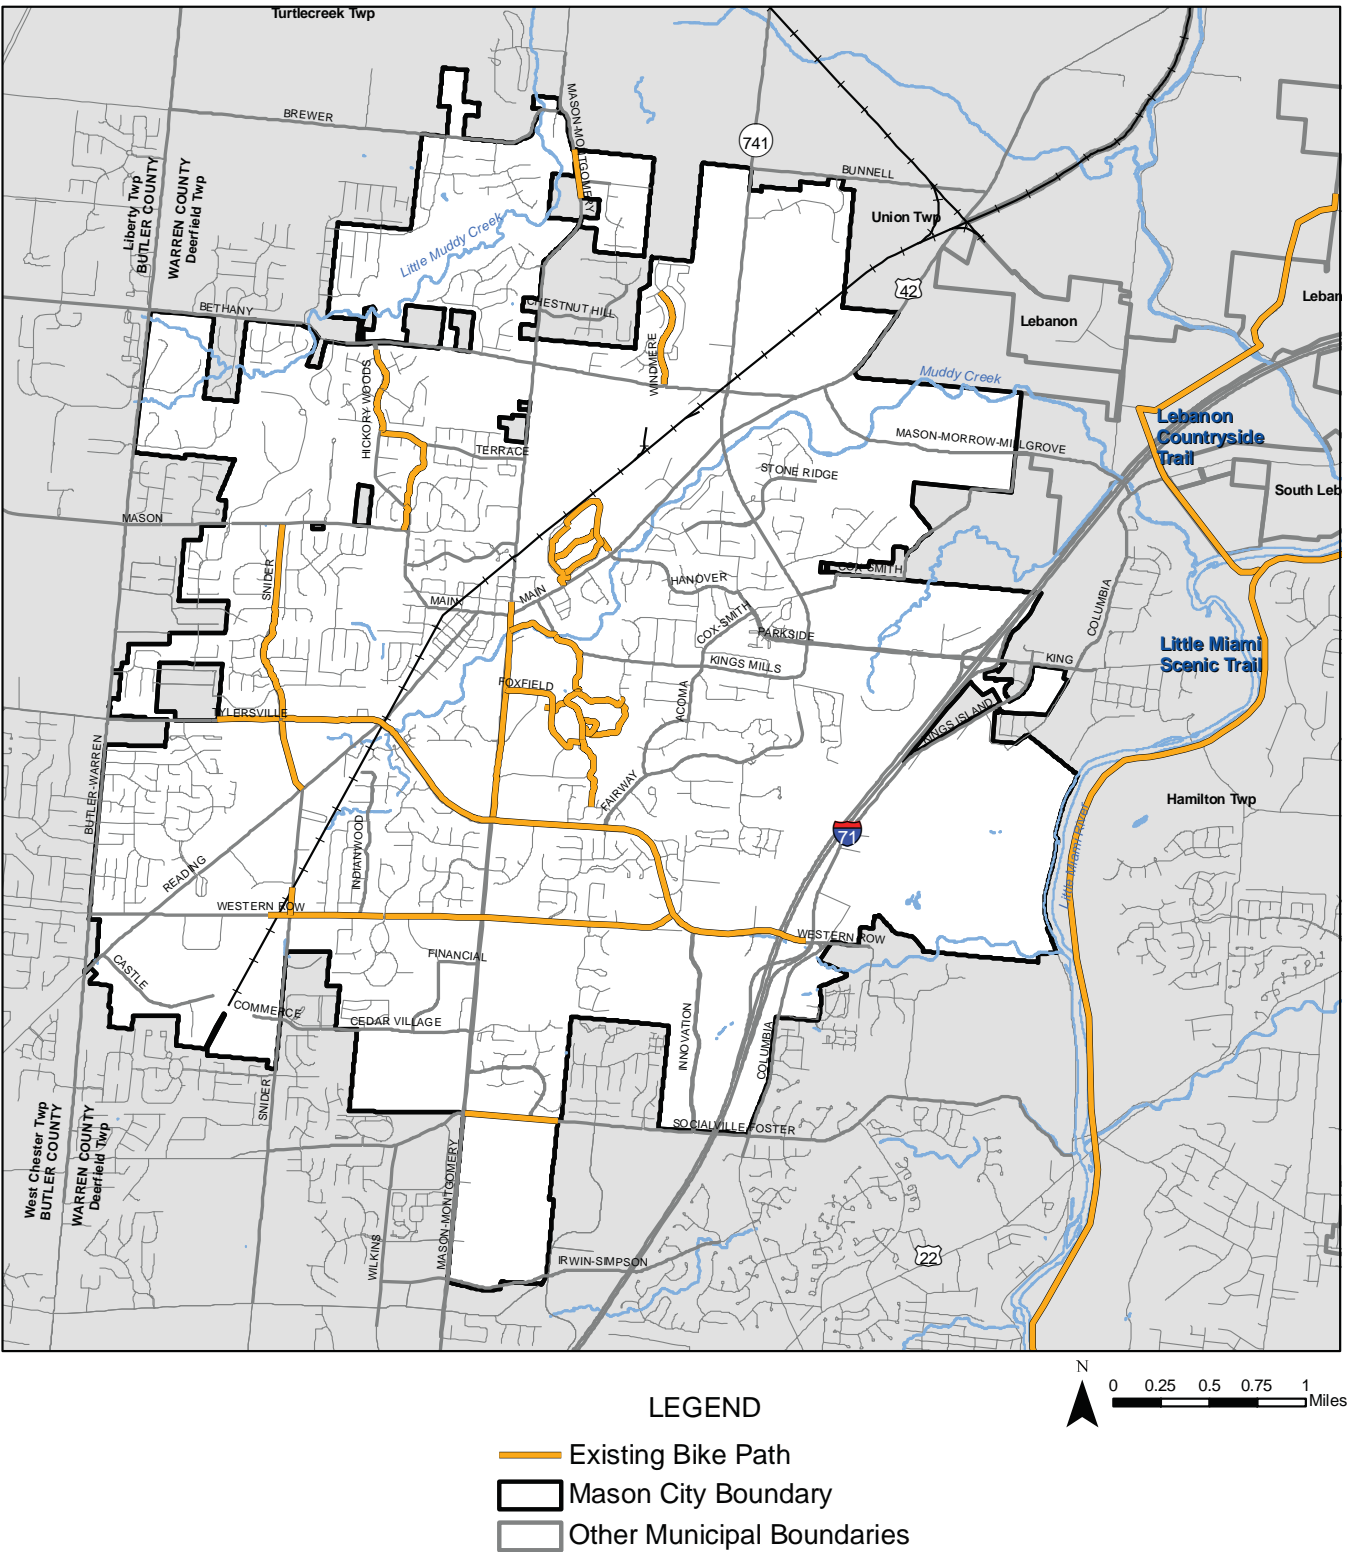 Turtlecreek Twp
BREWER
MASON-MONTGOMERY
741
BUNNELL
Liberty Twp
BUTLER COUNTY
WARREN COUNTY
Deerfield Twp
Union Twp
Little Muddy Creek
42
BETHANY
CHESTNUT HILL
Lebanon
Leban
WINDMERE
HICKORY WOODS
Muddy Creek
Lebanon
Countryside
Trail
MASON-MORROW-MILLGROVE
TERRACE
STONE RIDGE
South Leb
MASON
SNIDER
HANOVER
COX-SMITH
MAIN
MAIN
COX-SMITH
PARKSIDE
COLUMBIA
KINGS MILLS
KING
Little Miami
Scenic Trail
FOXFIELD
ACOMA
TYLERSVILLE
KINGS ISLAND
BUTLER-WARREN
FAIRWAY
Hamilton Twp
71
INDIANWOOD
READING
Little Miami River
WESTERN ROW
WESTERN ROW
CASTLE
FINANCIAL
COMMERCE
CEDAR VILLAGE
INNOVATION
COLUMBIA
SNIDER
SOCIALVILLE FOSTER
West Chester Twp
BUTLER COUNTY
WARREN COUNTY
Deerfield Twp
MASON-MONTGOMERY
WILKINS
IRWIN-SIMPSON
22
N
0 0.25 0.5 0.75 1
Miles
LEGEND
Existing Bike Path
Mason City Boundary
Other Municipal Boundaries